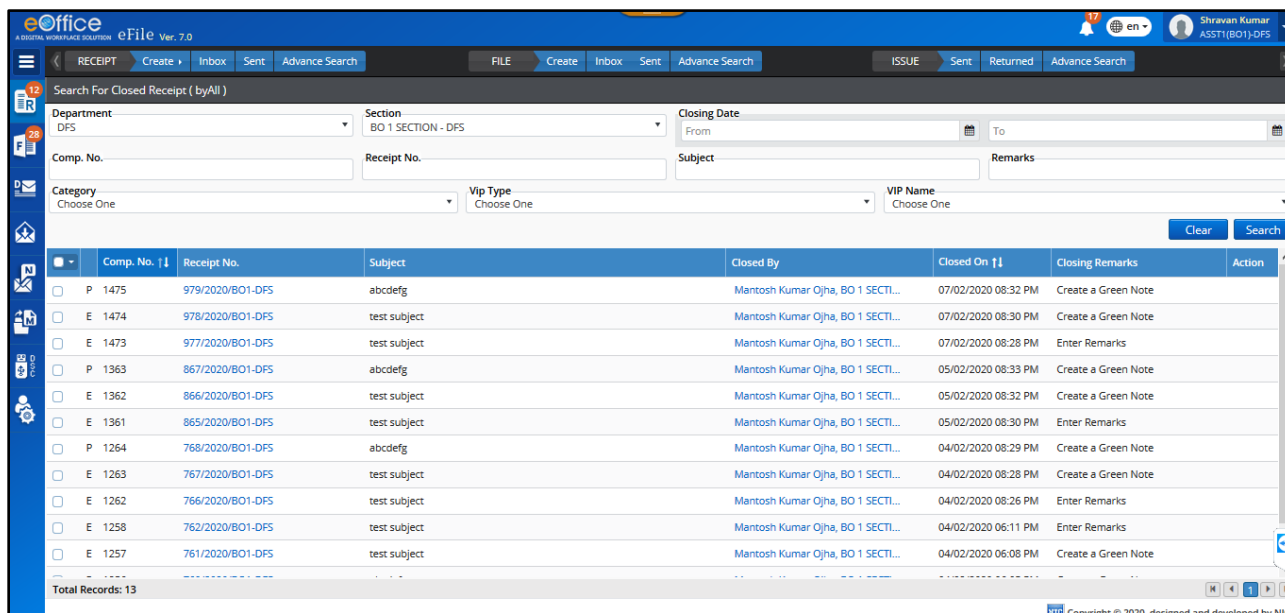 eOffice
A DIGITAL WORKPLACE SOLUTION eFile Ver. 7.0
17 en Shravan Kumar
ASST1(BO1)-DFS
RECEIPT Create Inbox Sent Advance Search FILE Create Inbox Sent Advance Search ISSUE Sent Returned Advance Search
12 R
28 F
D
N
M
DSC
Search For Closed Receipt ( byAll )
Department Section Closing Date
DFS BO 1 SECTION - DFS From To
Comp. No. Receipt No. Subject Remarks
Category Vip Type VIP Name
Choose One Choose One Choose One
Clear Search
Comp. No. Receipt No. Subject Closed By Closed On Closing Remarks Action
P 1475 979/2020/BO1-DFS abcdefg Mantosh Kumar Ojha, BO 1 SECTI... 07/02/2020 08:32 PM Create a Green Note
E 1474 978/2020/BO1-DFS test subject Mantosh Kumar Ojha, BO 1 SECTI... 07/02/2020 08:30 PM Create a Green Note
E 1473 977/2020/BO1-DFS test subject Mantosh Kumar Ojha, BO 1 SECTI... 07/02/2020 08:28 PM Enter Remarks
P 1363 867/2020/BO1-DFS abcdefg Mantosh Kumar Ojha, BO 1 SECTI... 05/02/2020 08:33 PM Create a Green Note
E 1362 866/2020/BO1-DFS test subject Mantosh Kumar Ojha, BO 1 SECTI... 05/02/2020 08:32 PM Create a Green Note
E 1361 865/2020/BO1-DFS test subject Mantosh Kumar Ojha, BO 1 SECTI... 05/02/2020 08:30 PM Enter Remarks
P 1264 768/2020/BO1-DFS abcdefg Mantosh Kumar Ojha, BO 1 SECTI... 04/02/2020 08:29 PM Create a Green Note
E 1263 767/2020/BO1-DFS test subject Mantosh Kumar Ojha, BO 1 SECTI... 04/02/2020 08:28 PM Create a Green Note
E 1262 766/2020/BO1-DFS test subject Mantosh Kumar Ojha, BO 1 SECTI... 04/02/2020 08:26 PM Enter Remarks
E 1258 762/2020/BO1-DFS test subject Mantosh Kumar Ojha, BO 1 SECTI... 04/02/2020 06:11 PM Enter Remarks
E 1257 761/2020/BO1-DFS test subject Mantosh Kumar Ojha, BO 1 SECTI... 04/02/2020 06:08 PM Create a Green Note
Total Records: 13 1
Copyright © 2020, designed and developed by